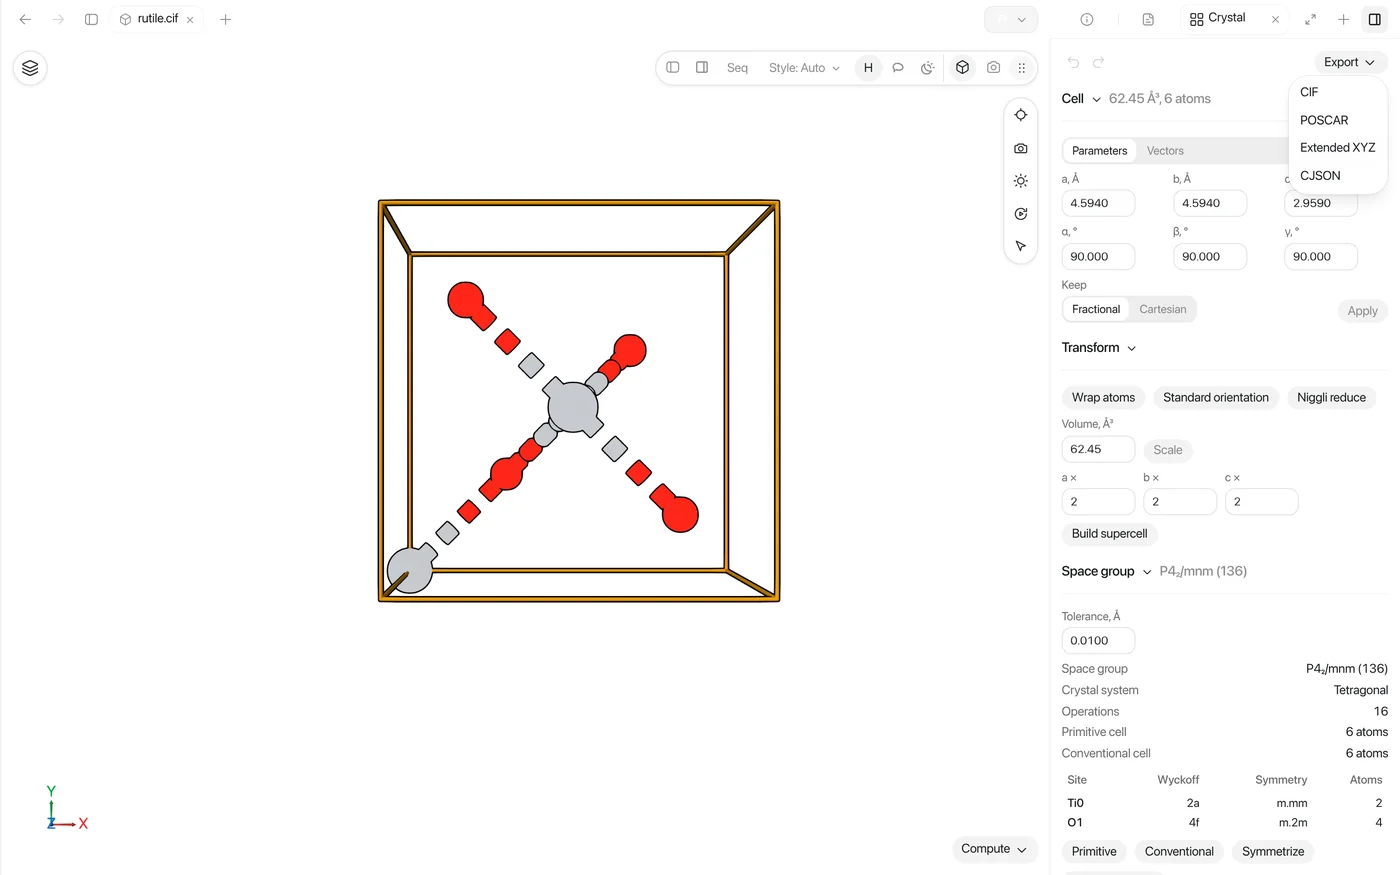 rutile.cif
Crystal
Seq
Style: Auto
H
Export
CIF
POSCAR
Extended XYZ
CJSON
Cell 62.45 Å³, 6 atoms
Parameters
Vectors
a, Å
b, Å
c
4.5940
4.5940
2.9590
α, °
β, °
γ, °
90.000
90.000
90.000
Keep
Fractional
Cartesian
Apply
Transform
Wrap atoms
Standard orientation
Niggli reduce
Volume, Å³
62.45
Scale
a ×
b ×
c ×
2
2
2
Build supercell
Space group P4₂/mnm (136)
Tolerance, Å
0.0100
Space group P4₂/mnm (136)
Crystal system Tetragonal
Operations 16
Primitive cell 6 atoms
Conventional cell 6 atoms
Site Wyckoff Symmetry Atoms
Ti0 2a m.mm 2
O1 4f m.2m 4
Primitive
Conventional
Symmetrize
Compute
Y
Z
X